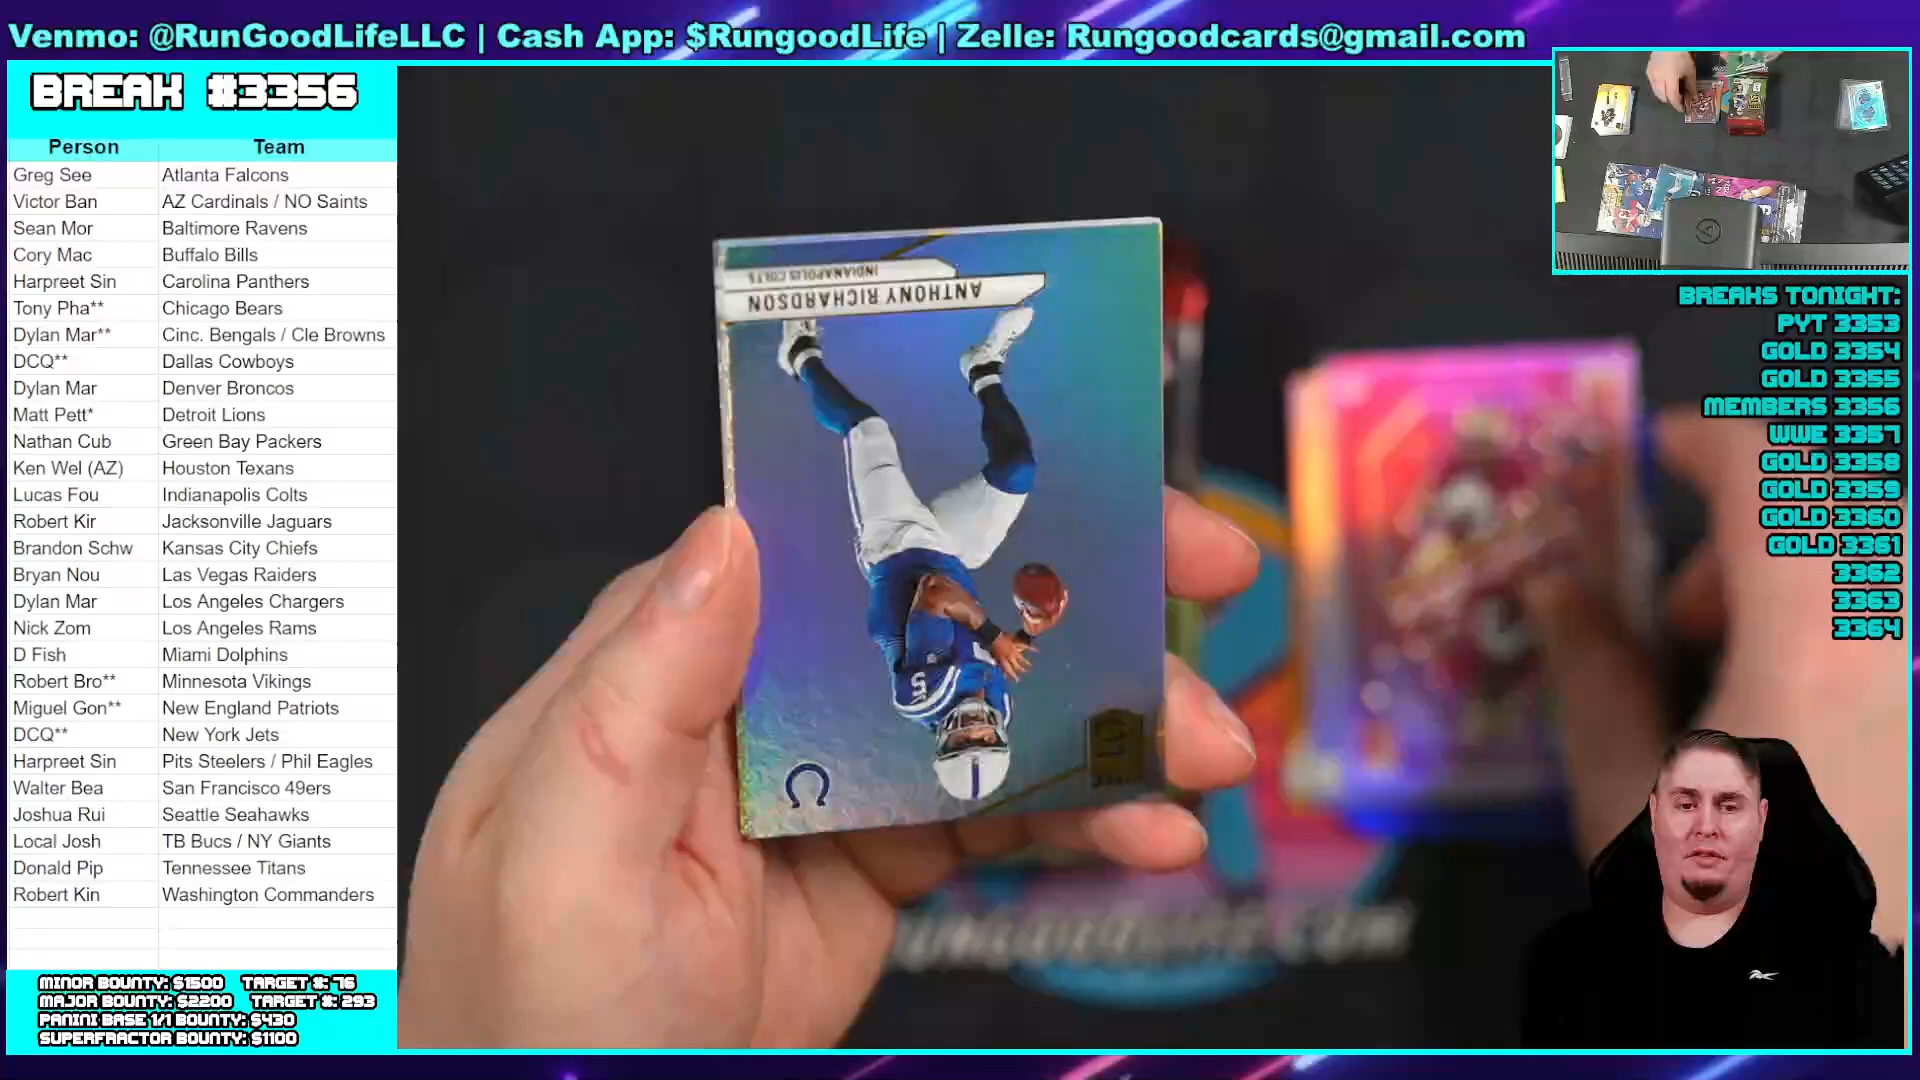 Venmo: @RunGoodLifeLLC | Cash App: $RungoodLife | Zelle: Rungoodcards@gmail.com
BREAK #3356
Person Team
Greg See Atlanta Falcons
Victor Ban AZ Cardinals / NO Saints
Sean Mor Baltimore Ravens
Cory Mac Buffalo Bills
Harpreet Sin Carolina Panthers
Tony Pha** Chicago Bears
Dylan Mar** Cinc. Bengals / Cle Browns
DCQ** Dallas Cowboys
Dylan Mar Denver Broncos
Matt Pett* Detroit Lions
Nathan Cub Green Bay Packers
Ken Wel (AZ) Houston Texans
Lucas Fou Indianapolis Colts
Robert Kir Jacksonville Jaguars
Brandon Schw Kansas City Chiefs
Bryan Nou Las Vegas Raiders
Dylan Mar Los Angeles Chargers
Nick Zom Los Angeles Rams
D Fish Miami Dolphins
Robert Bro** Minnesota Vikings
Miguel Gon** New England Patriots
DCQ** New York Jets
Harpreet Sin Pits Steelers / Phil Eagles
Walter Bea San Francisco 49ers
Joshua Rui Seattle Seahawks
Local Josh TB Bucs / NY Giants
Donald Pip Tennessee Titans
Robert Kin Washington Commanders
MINOR BOUNTY: $1500 TARGET #: 76
MAJOR BOUNTY: $2200 TARGET #: 293
PANINI BASE 1/1 BOUNTY: $430
SUPERFRACTOR BOUNTY: $1100
INDIANAPOLIS COLTS
ANTHONY RICHARDSON
5
BREAKS TONIGHT:
PYT 3353
GOLD 3354
GOLD 3355
MEMBERS 3356
WWE 3357
GOLD 3358
GOLD 3359
GOLD 3360
GOLD 3361
3362
3363
3364